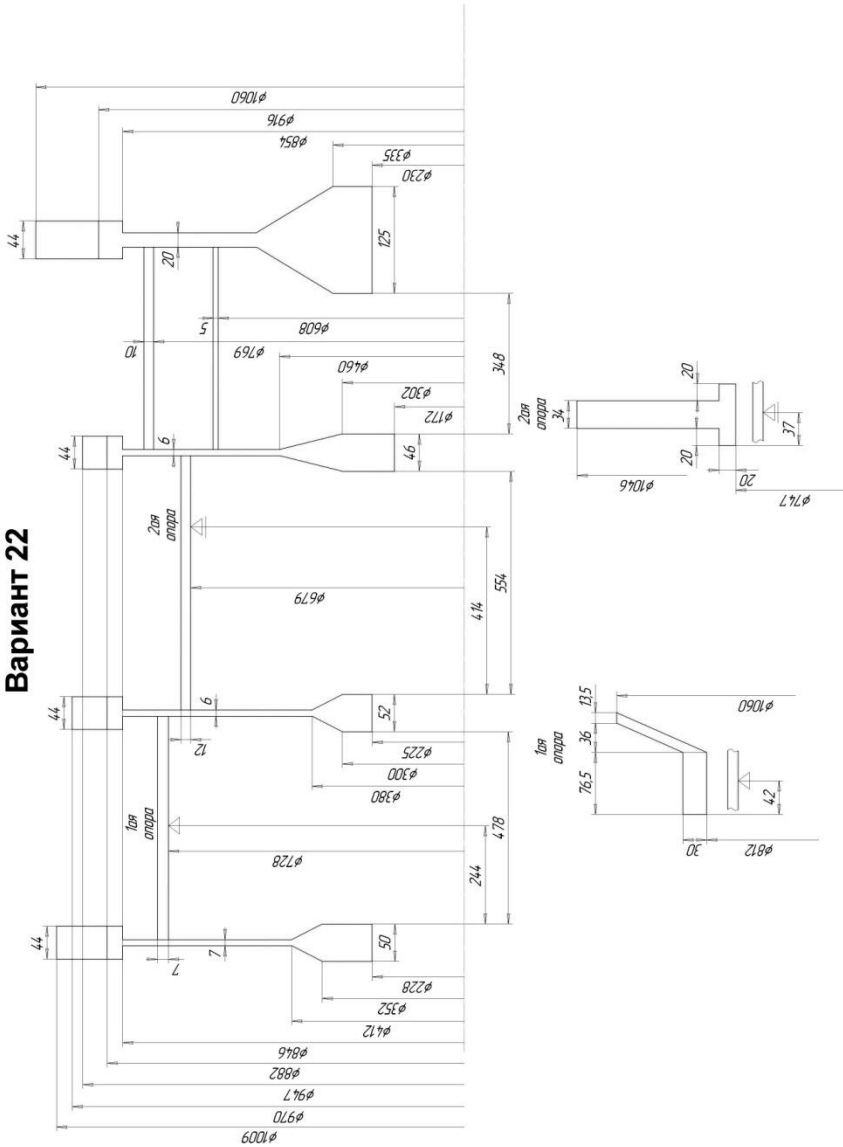 Вариант 22
ø1060
ø916
ø854
ø335
ø230
44
20
125
5
10
ø608
ø769
ø460
ø302
ø172
348
44
6
46
2ая
опора
ø679
414
554
44
6
12
52
ø225
ø300
ø380
1ая
опора
ø728
478
244
44
7
7
50
ø228
ø352
ø412
ø846
ø882
ø947
ø970
ø1009
2ая
опора
34
20
20
ø1046
20
ø747
37
1ая
опора
13,5
36
76,5
ø1060
30
ø812
42